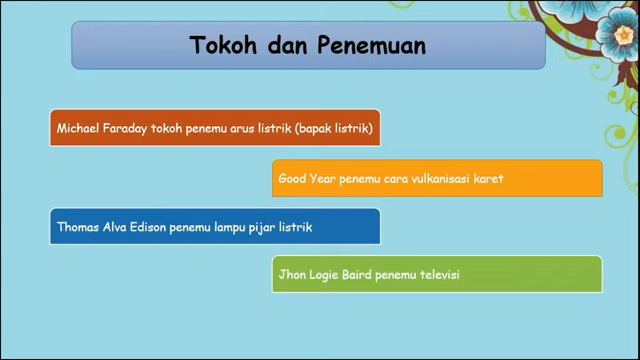 Tokoh dan Penemuan
Michael Faraday tokoh penemu arus listrik (bapak listrik)
Good Year penemu cara vulkanisasi karet
Thomas Alva Edison penemu lampu pijar listrik
Jhon Logie Baird penemu televisi